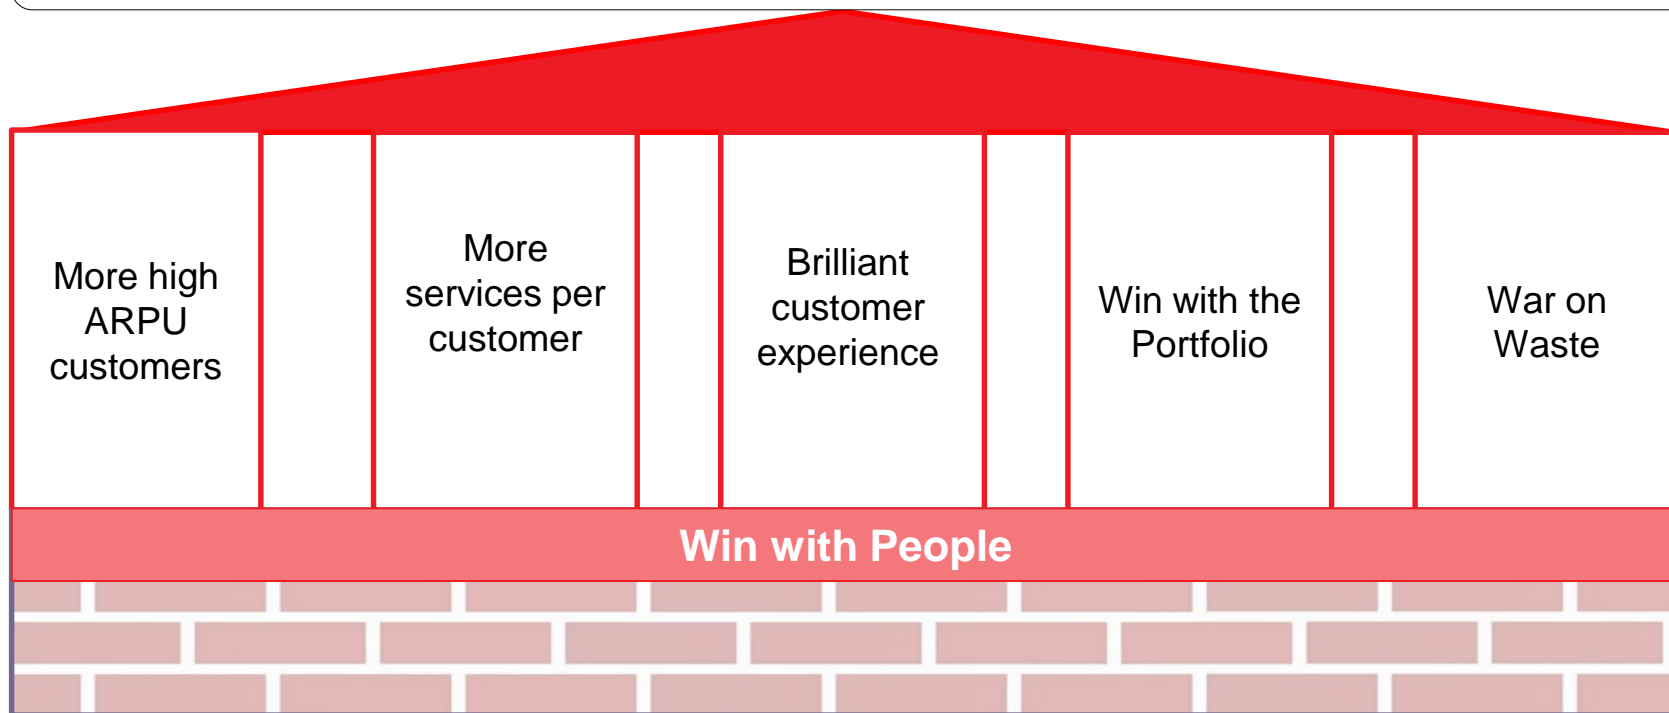 More high
ARPU
customers
More
services per
customer
Brilliant
customer
experience
Win with the
Portfolio
War on
Waste
Win with People